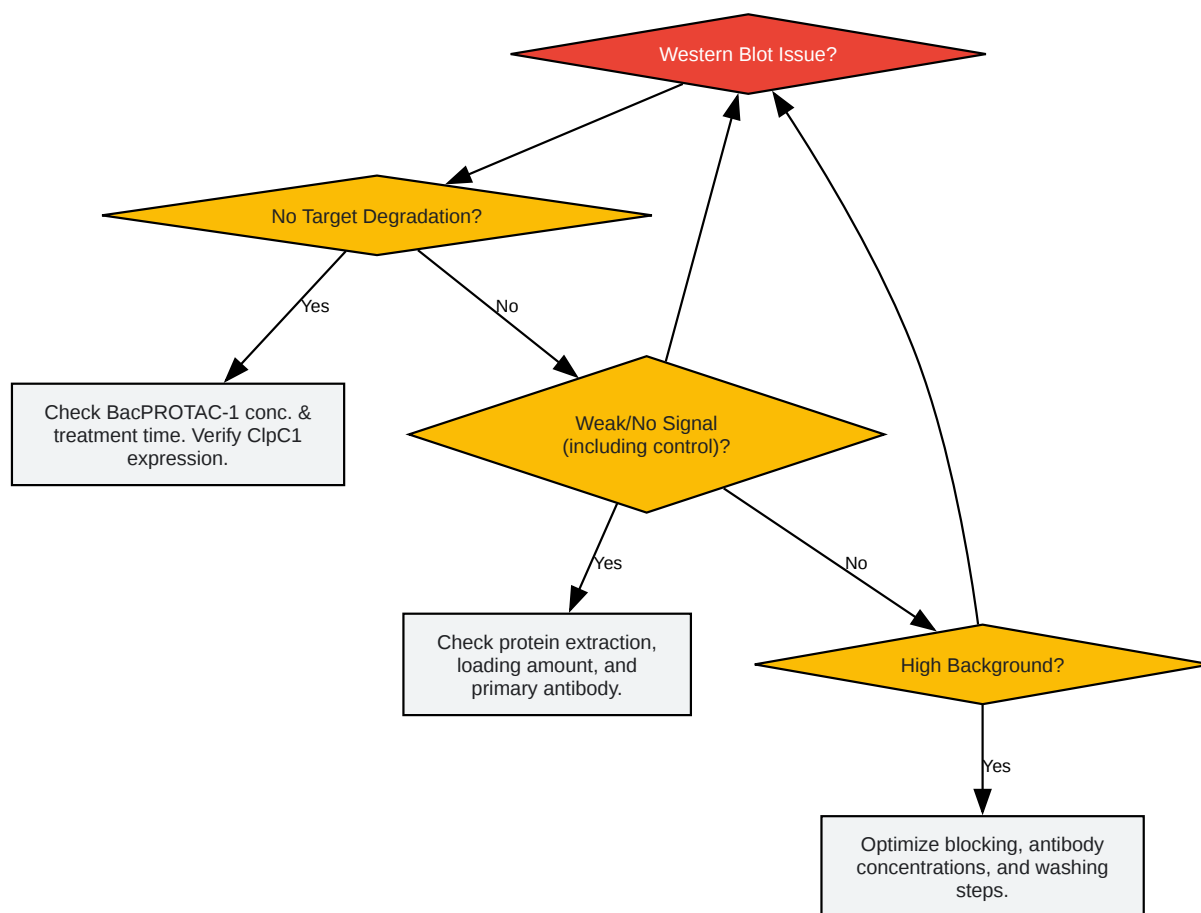 Western Blot Issue?
No Target Degradation?
Yes
No
Check BacPROTAC-1 conc. &
treatment time. Verify ClpC1
expression.
Weak/No Signal
(including control)?
Yes
No
Check protein extraction,
loading amount, and
primary antibody.
High Background?
Yes
Optimize blocking, antibody
concentrations, and washing
steps.